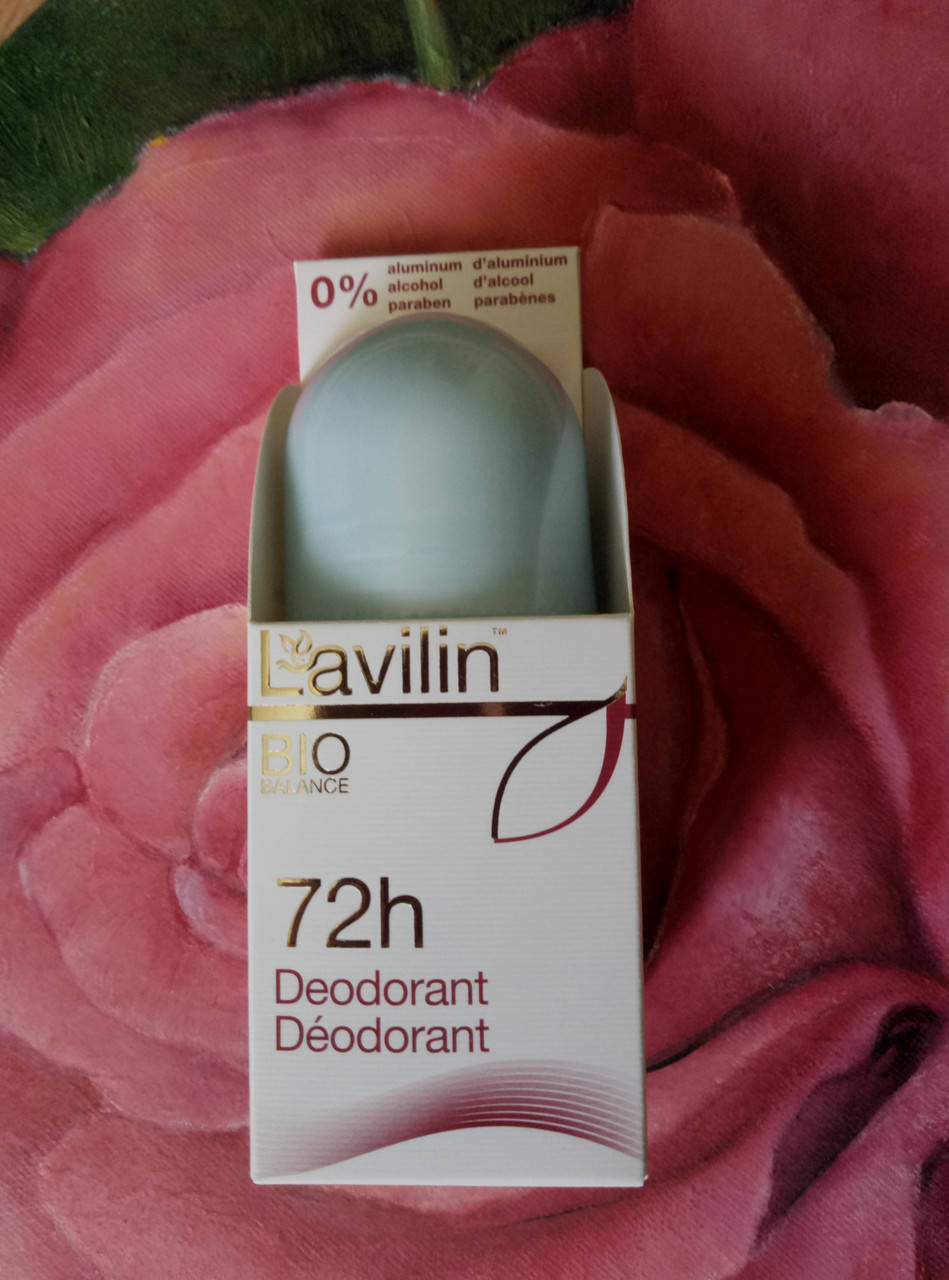 0% aluminum d'aluminium
alcohol d'alcool
paraben parabènes
Lavilin™
BIO
BALANCE
72h
Deodorant
Déodorant